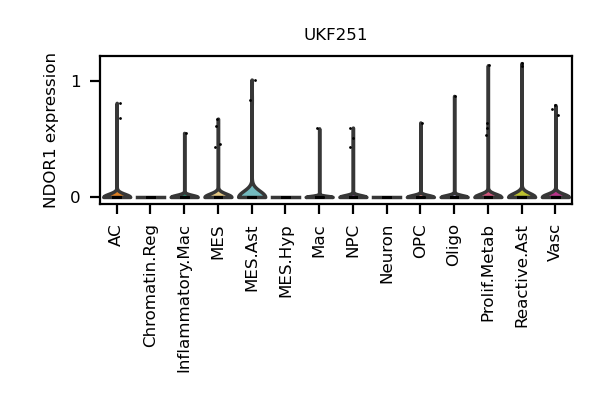 UKF251
NDOR1 expression
1
0
AC
Chromatin.Reg
Inflammatory.Mac
MES
MES.Ast
MES.Hyp
Mac
NPC
Neuron
OPC
Oligo
Prolif.Metab
Reactive.Ast
Vasc